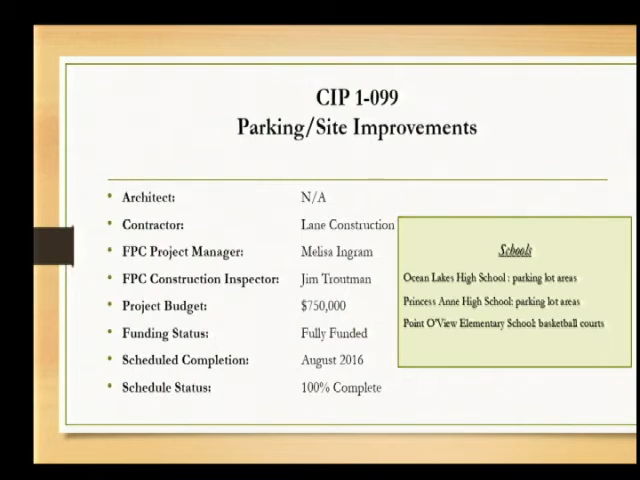 CIP 1-099
Parking/Site Improvements
• Architect: N/A
• Contractor: Lane Construction
• FPC Project Manager: Melisa Ingram
• FPC Construction Inspector: Jim Troutman
• Project Budget: $750,000
• Funding Status: Fully Funded
• Scheduled Completion: August 2016
• Schedule Status: 100% Complete
Schools
Ocean Lakes High School : parking lot areas
Princess Anne High School: parking lot areas
Point O'View Elementary School: basketball courts